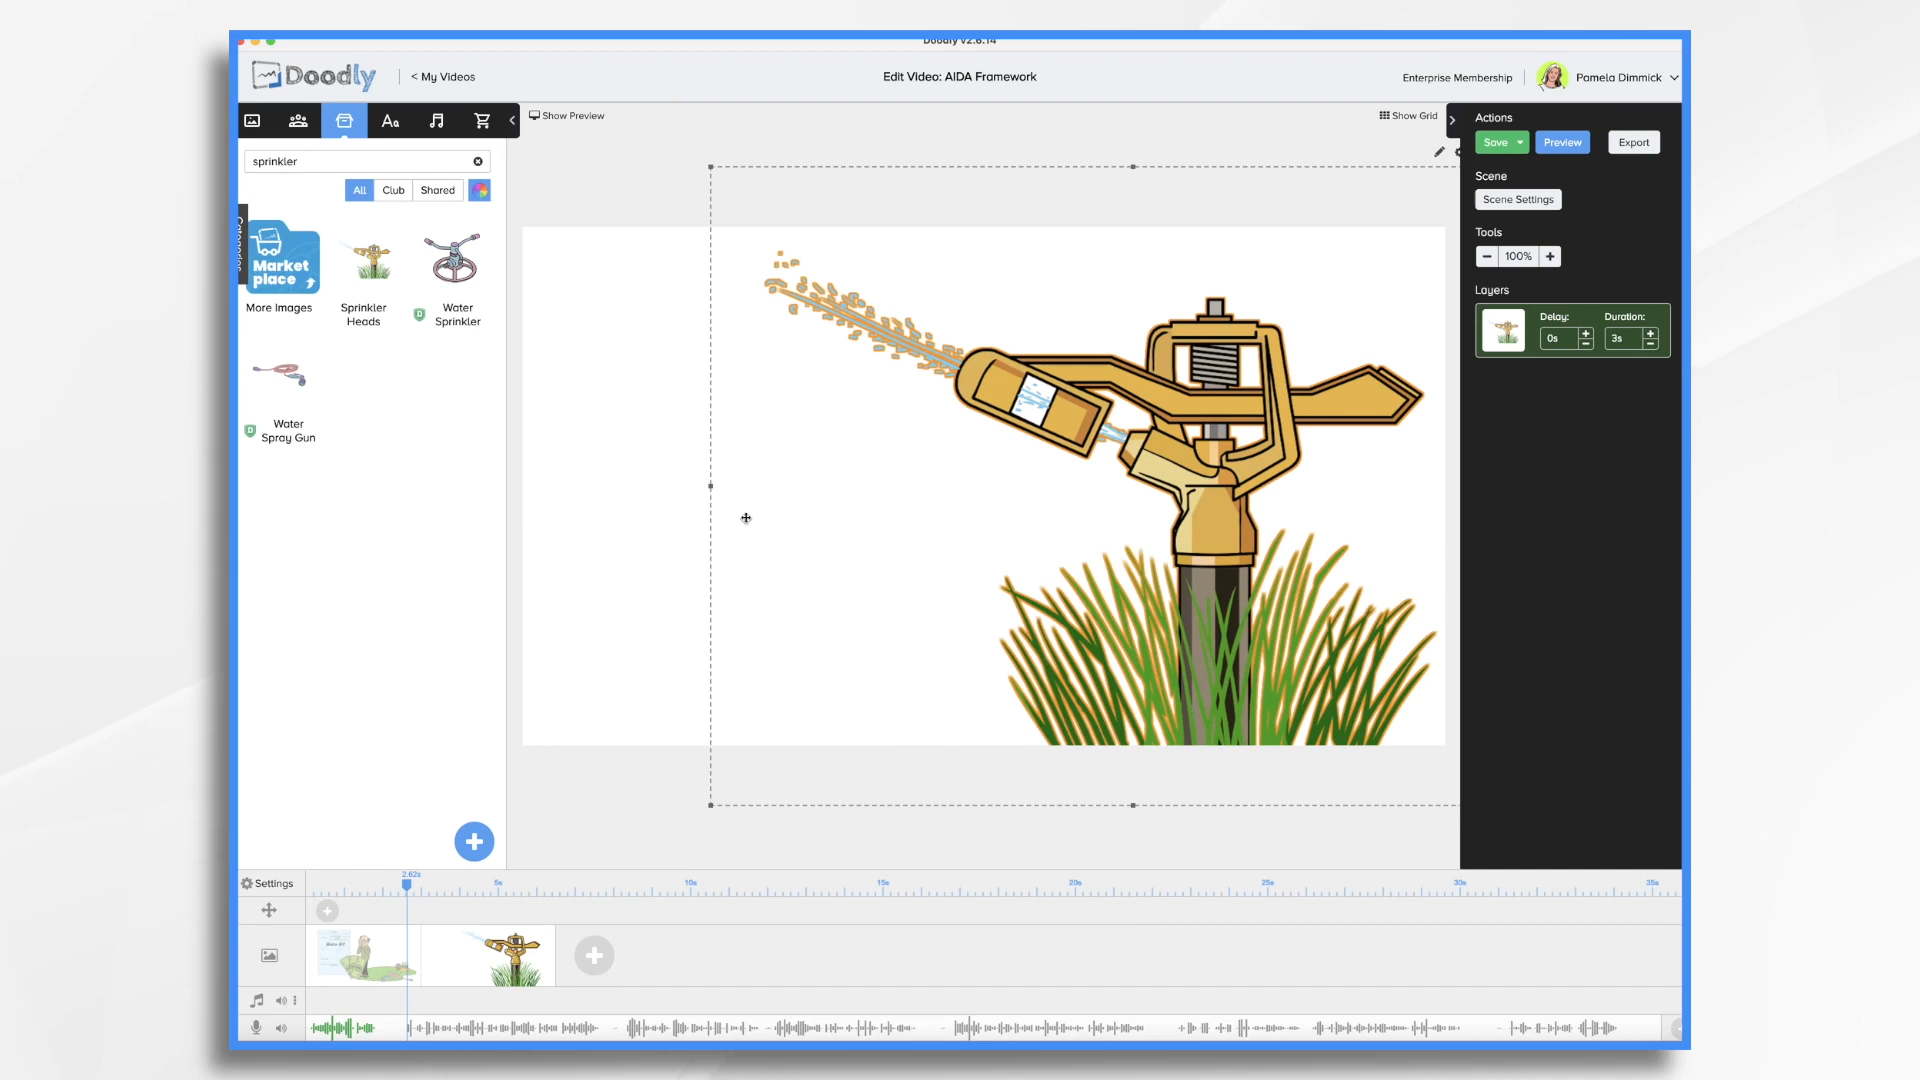 Doodly v2.6.14
Doodly
< My Videos
Edit Video: AIDA Framework
Enterprise Membership
Pamela Dimmick
Aa
Show Preview
Show Grid
Actions
Save
Preview
Export
sprinkler
All
Club
Shared
Scene
Scene Settings
Categories
Market
place
More Images
Sprinkler
Heads
Water
Sprinkler
Tools
100%
Layers
Delay:
Duration:
0s
3s
Water
Spray Gun
Settings
2.62s
5s
10s
15s
20s
25s
30s
35s